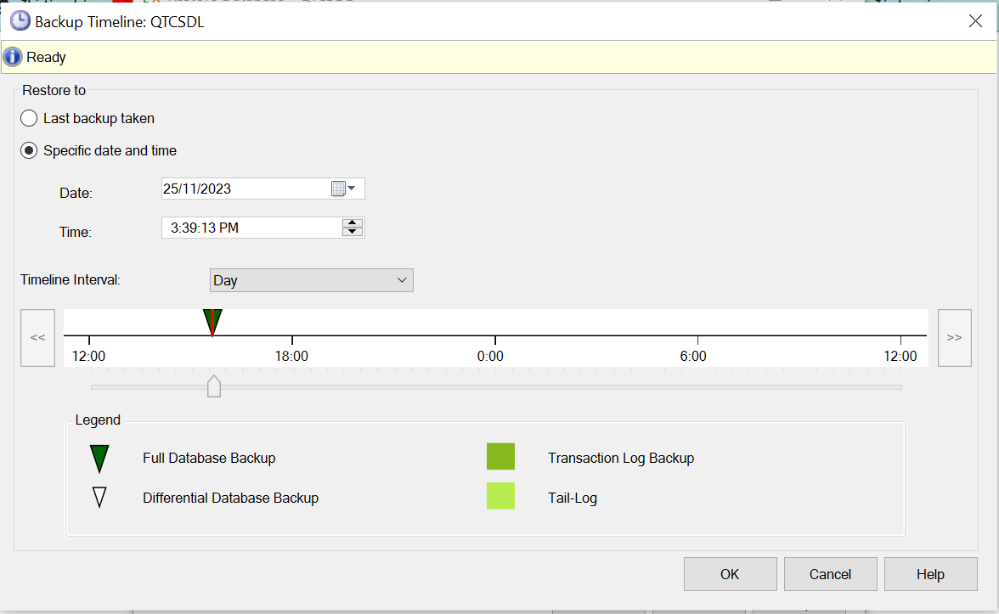 Backup Timeline: QTCSDL
Ready
Restore to
Last backup taken
Specific date and time
Date:
25/11/2023
Time:
3:39:13 PM
Timeline Interval:
Day
<<
>>
12:00 18:00 0:00 6:00 12:00
Legend
Full Database Backup Transaction Log Backup
Differential Database Backup Tail-Log
OK Cancel Help